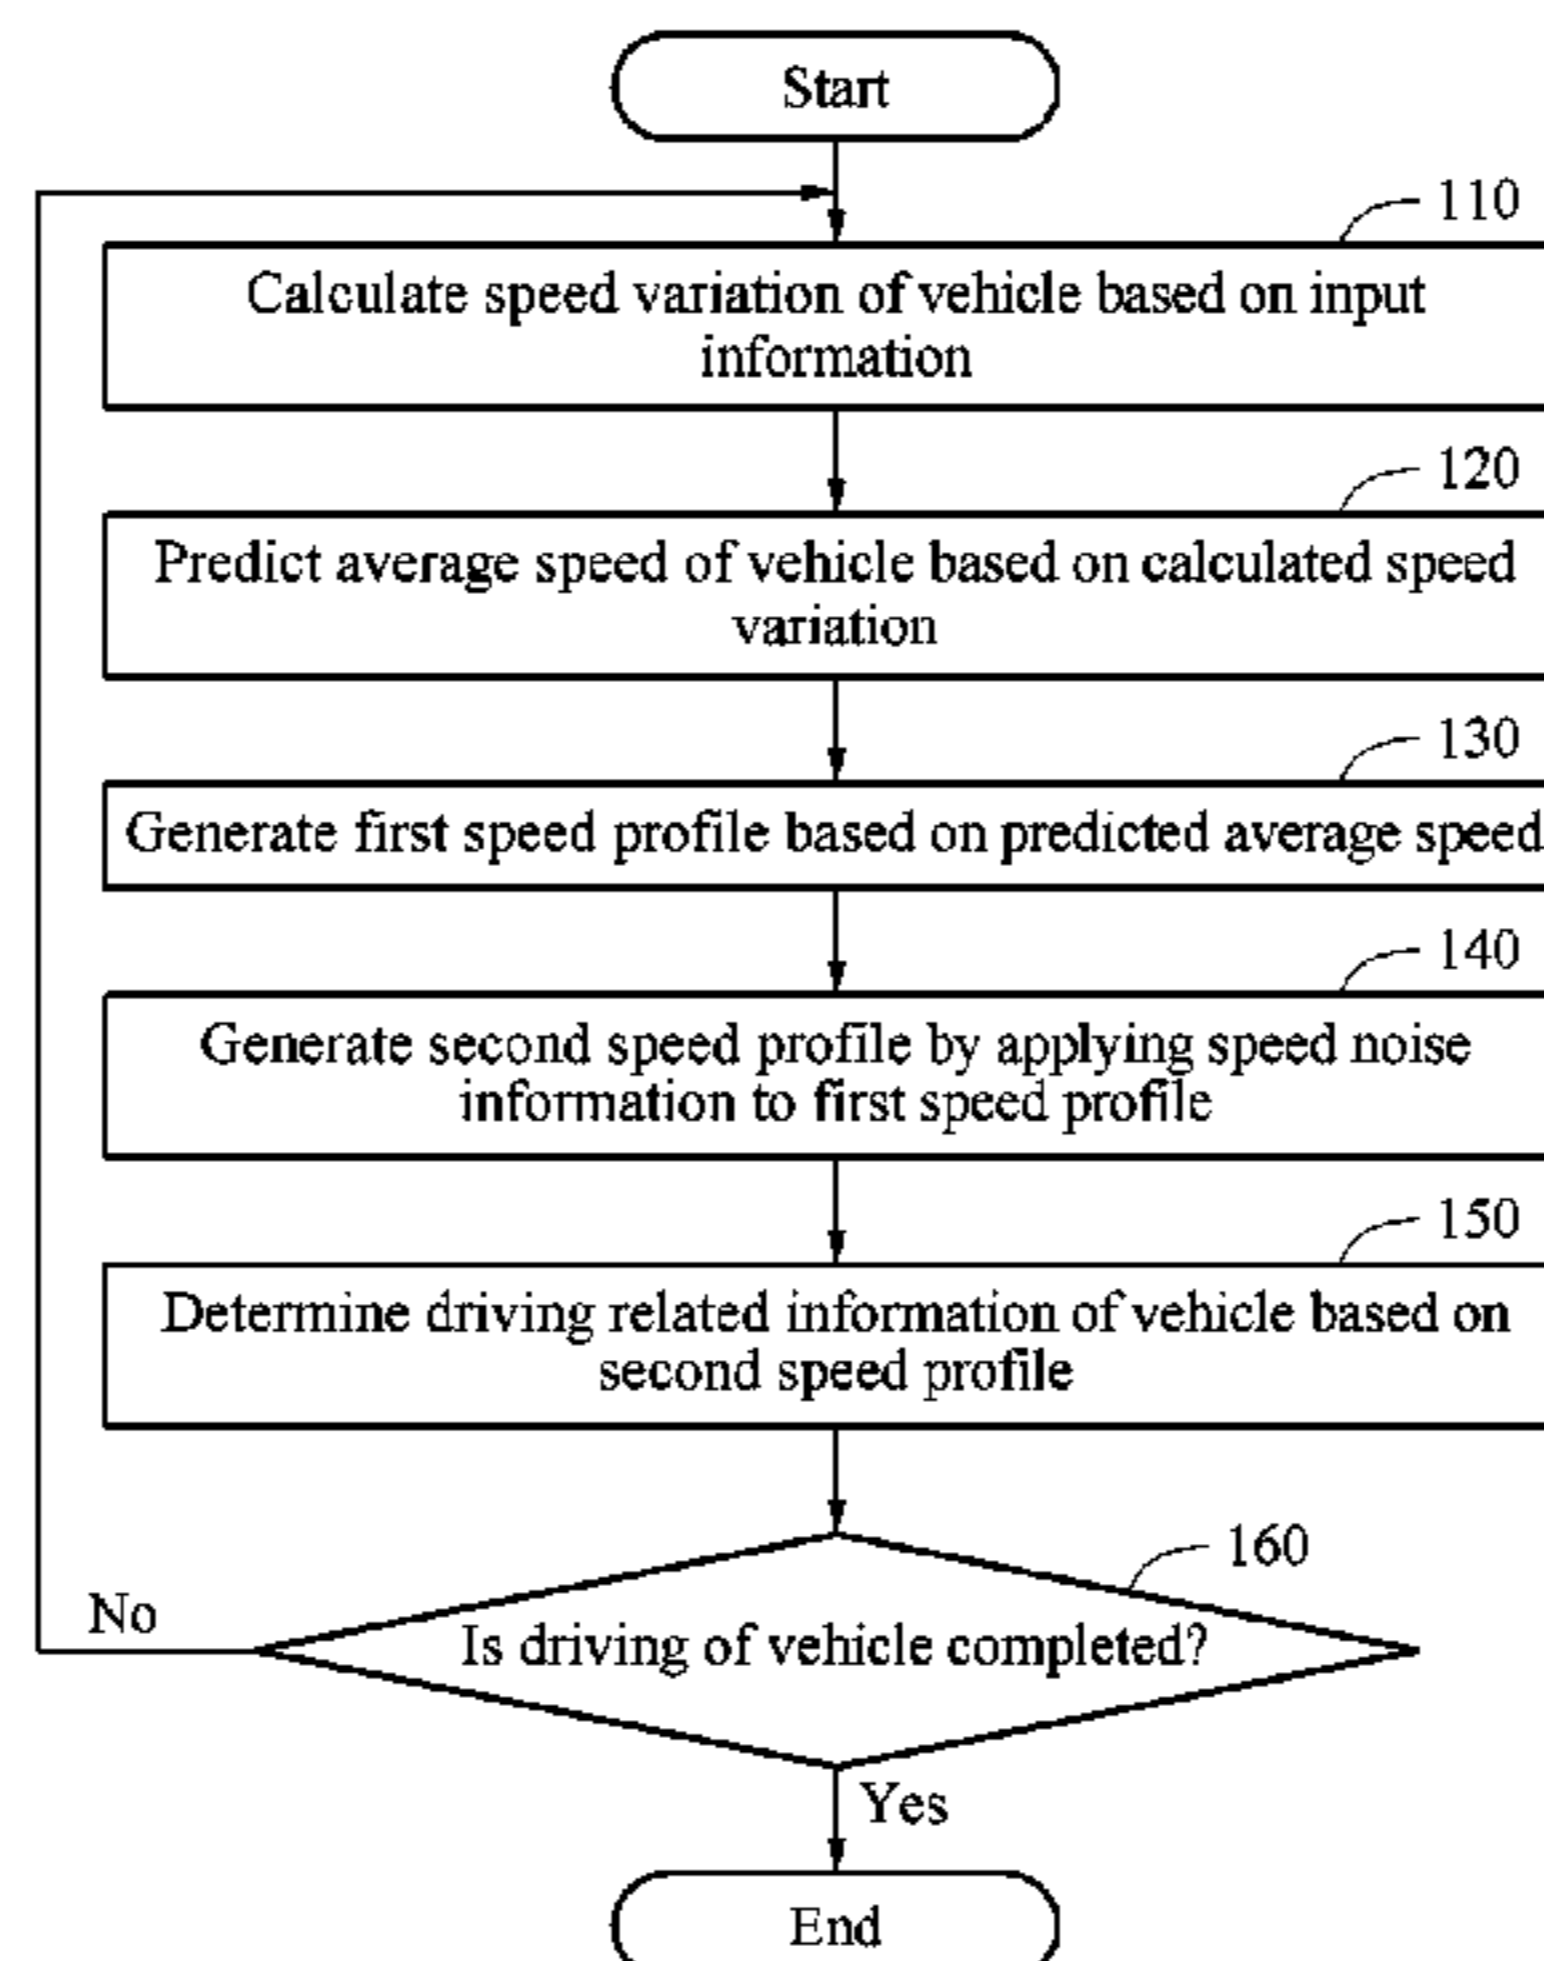 Start
110
Calculate speed variation of vehicle based on input
information
120
Predict average speed of vehicle based on calculated speed
variation
130
Generate first speed profile based on predicted average speed
140
Generate second speed profile by applying speed noise
information to first speed profile
150
Determine driving related information of vehicle based on
second speed profile
160
No
Is driving of vehicle completed?
Yes
End